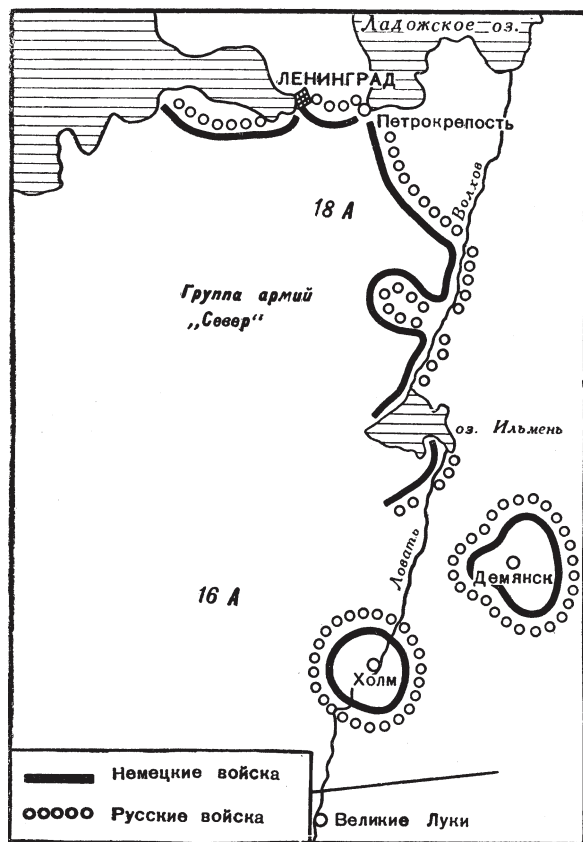 Ладожское оз.
ЛЕНИНГРАД
Петрокрепость
Волхов
18 А
Группа армий
„Север“
оз. Ильмень
Ловать
Демянск
16 А
Холм
Немецкие войска
Русские войска
Великие Луки